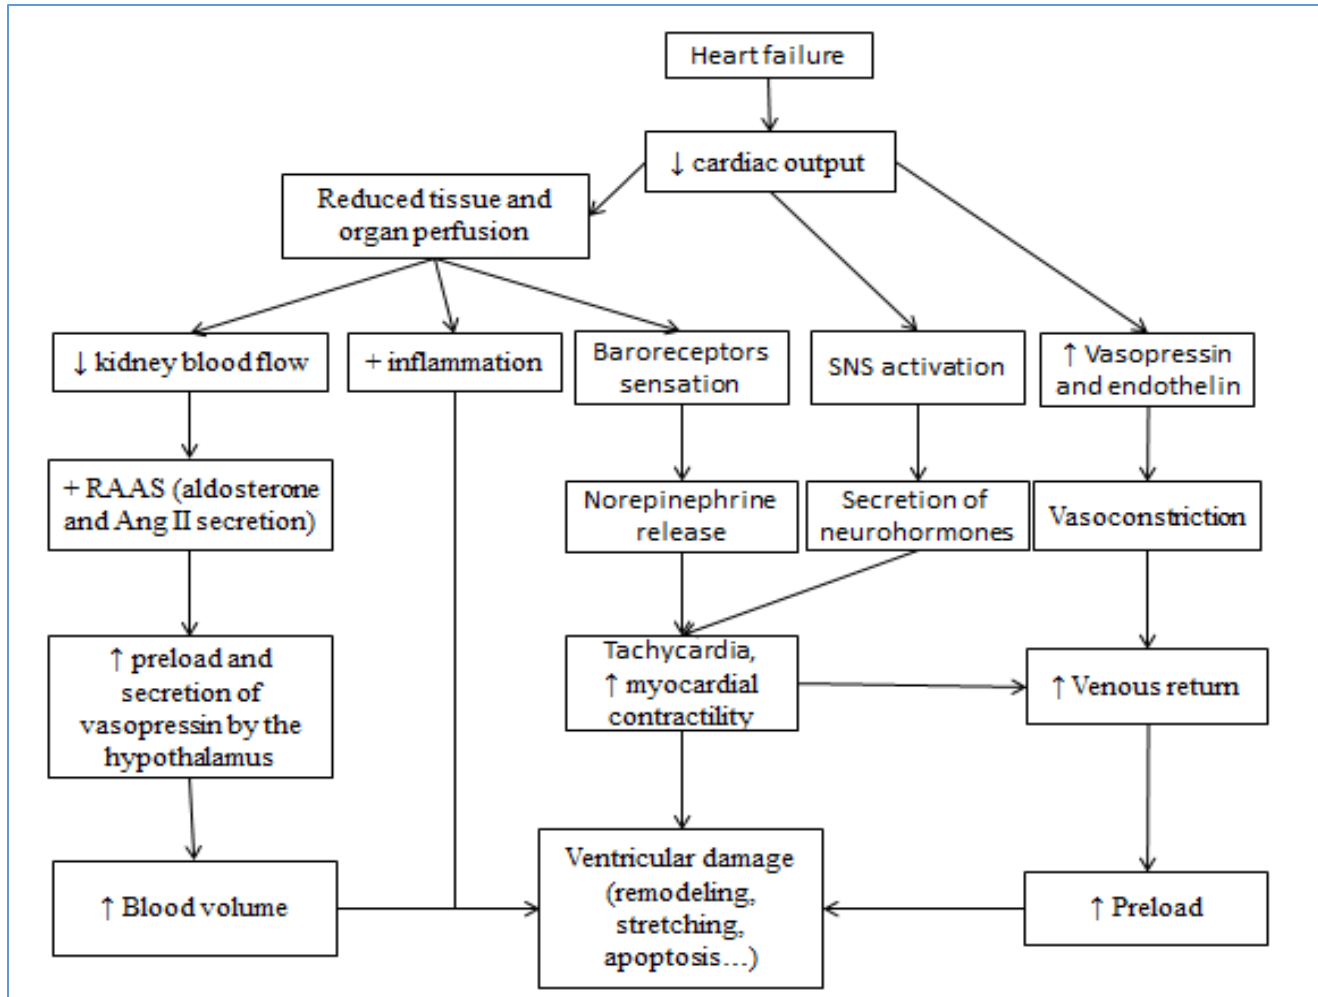 Heart failure
↓ cardiac output
Reduced tissue and
organ perfusion
↓ kidney blood flow
+ inflammation
Baroreceptors
sensation
SNS activation
↑ Vasopressin
and endothelin
+ RAAS (aldosterone
and Ang II secretion)
Norepinephrine
release
Secretion of
neurohormones
Vasoconstriction
↑ preload and
secretion of
vasopressin by the
hypothalamus
Tachycardia,
↑ myocardial
contractility
↑ Venous return
↑ Blood volume
Ventricular damage
(remodeling,
stretching,
apoptosis…)
↑ Preload